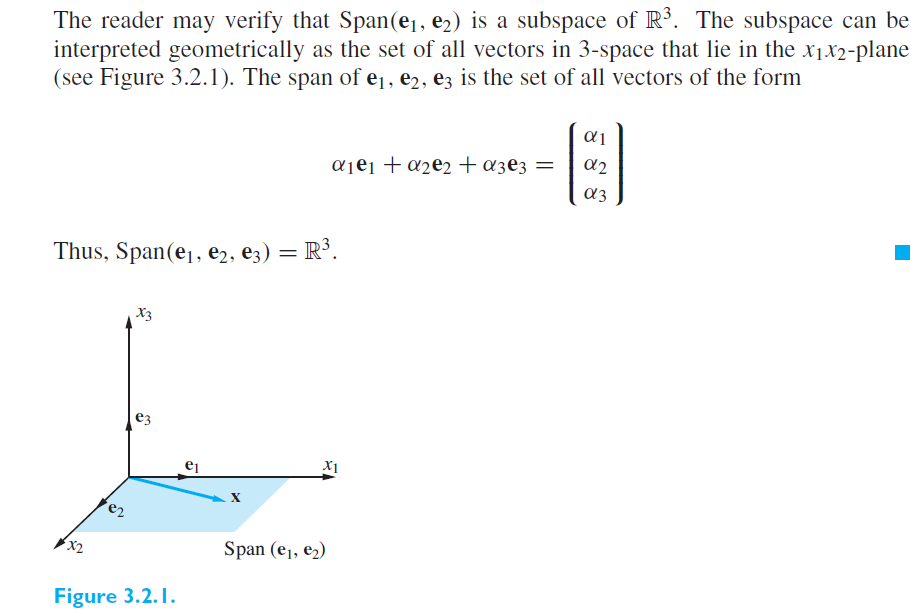 The reader may verify that Span(e₁, e₂) is a subspace of ℝ³. The subspace can be
interpreted geometrically as the set of all vectors in 3-space that lie in the x₁x₂-plane
(see Figure 3.2.1). The span of e₁, e₂, e₃ is the set of all vectors of the form
α₁e₁ + α₂e₂ + α₃e₃ =
α₁
α₂
α₃
Thus, Span(e₁, e₂, e₃) = ℝ³.
x₃
e₃
e₁
x₁
x
e₂
x₂
Span (e₁, e₂)
Figure 3.2.1.